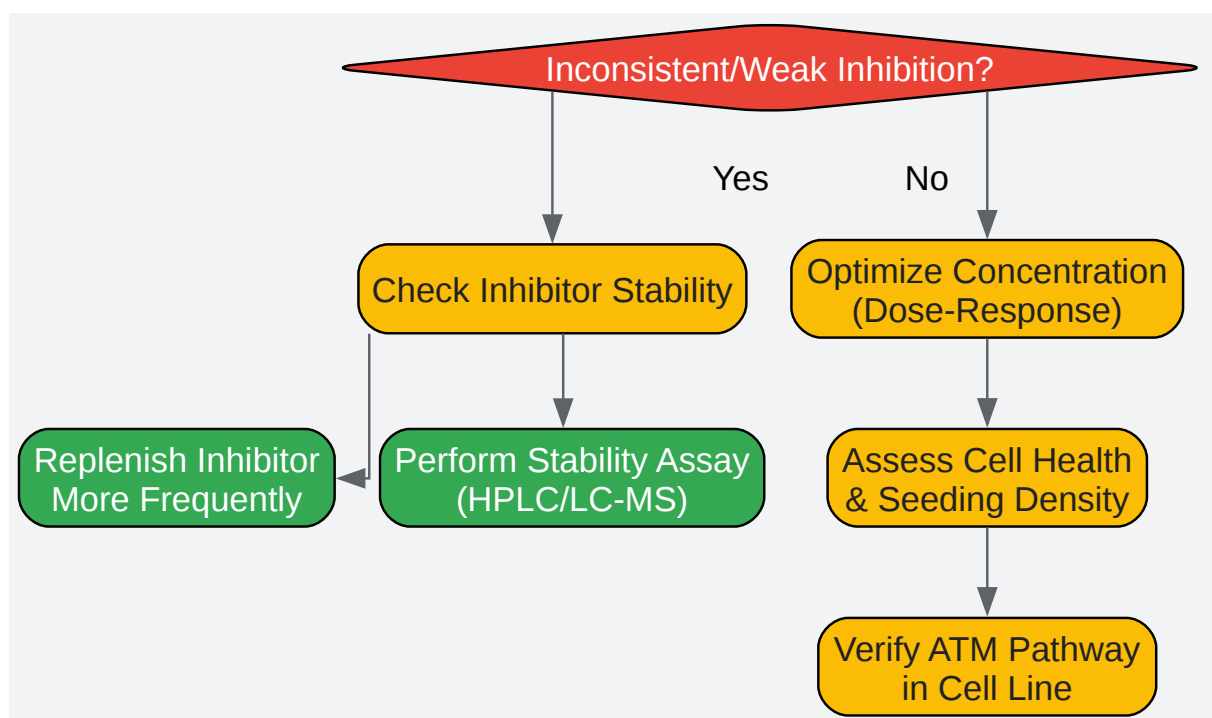 Inconsistent/Weak Inhibition?
Yes
No
Check Inhibitor Stability
Optimize Concentration
(Dose-Response)
Replenish Inhibitor
More Frequently
Perform Stability Assay
(HPLC/LC-MS)
Assess Cell Health
& Seeding Density
Verify ATM Pathway
in Cell Line